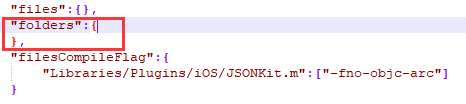 "files":{},
"folders":{
},
"filesCompileFlag":{
"Libraries/Plugins/iOS/JSONKit.m":["-fno-objc-arc"]
}